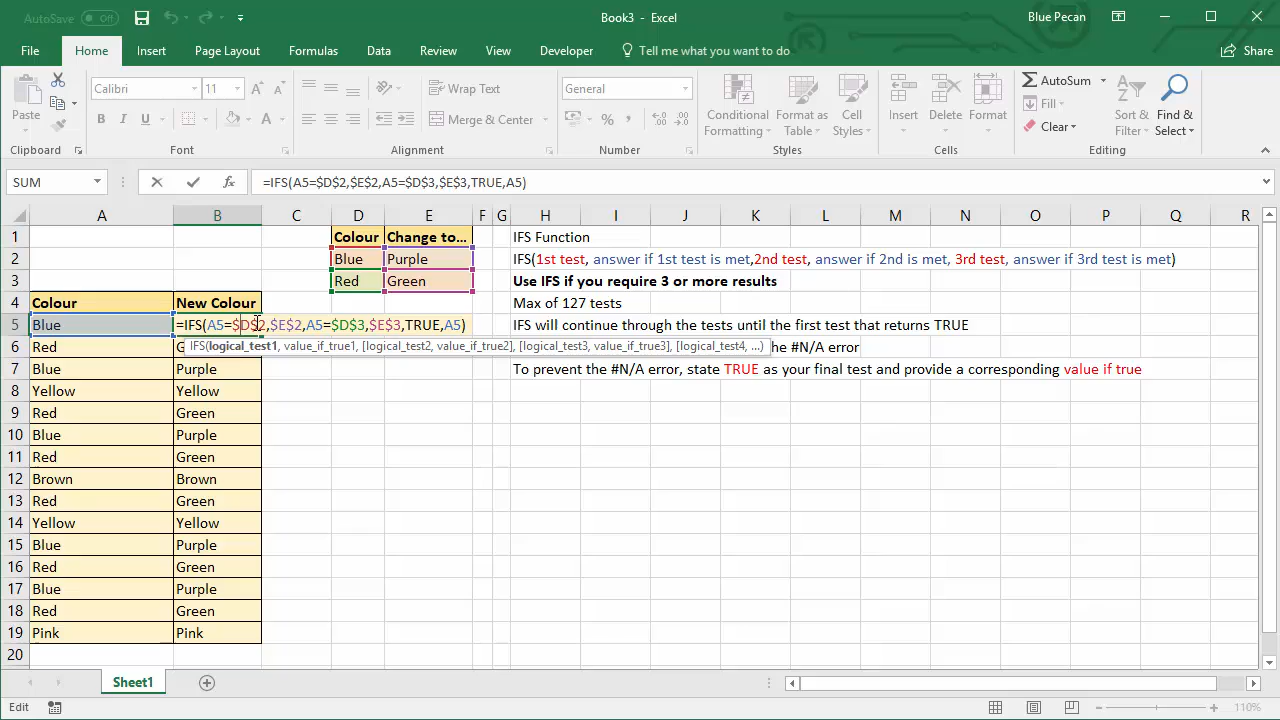 AutoSave Off
Book3 - Excel
Blue Pecan
File Home Insert Page Layout Formulas Data Review View Developer Tell me what you want to do Share
Paste
Clipboard
Calibri 11
B I U
A A
Font
Wrap Text
Merge & Center
Alignment
General
%
Number
Conditional Formatting
Format as Table
Cell Styles
Styles
Insert Delete Format
Cells
AutoSum
Fill
Clear
Sort & Filter
Find & Select
Editing
SUM fx =IFS(A5=$D$2,$E$2,A5=$D$3,$E$3,TRUE,A5)
A B C D E F G H I J K L M N O P Q R
1 Colour Change to... IFS Function
2 Blue Purple IFS(1st test, answer if 1st test is met,2nd test, answer if 2nd is met, 3rd test, answer if 3rd test is met)
3 Red Green Use IFS if you require 3 or more results
4 Colour New Colour Max of 127 tests
5 Blue =IFS(A5=$D$2,$E$2,A5=$D$3,$E$3,TRUE,A5) IFS will continue through the tests until the first test that returns TRUE
IFS(logical_test1, value_if_true1, [logical_test2, value_if_true2], [logical_test3, value_if_true3], [logical_test4, ...)
6 Red he #N/A error
7 Blue Purple To prevent the #N/A error, state TRUE as your final test and provide a corresponding value if true
8 Yellow Yellow
9 Red Green
10 Blue Purple
11 Red Green
12 Brown Brown
13 Red Green
14 Yellow Yellow
15 Blue Purple
16 Red Green
17 Blue Purple
18 Red Green
19 Pink Pink
20
Sheet1
Edit
110%